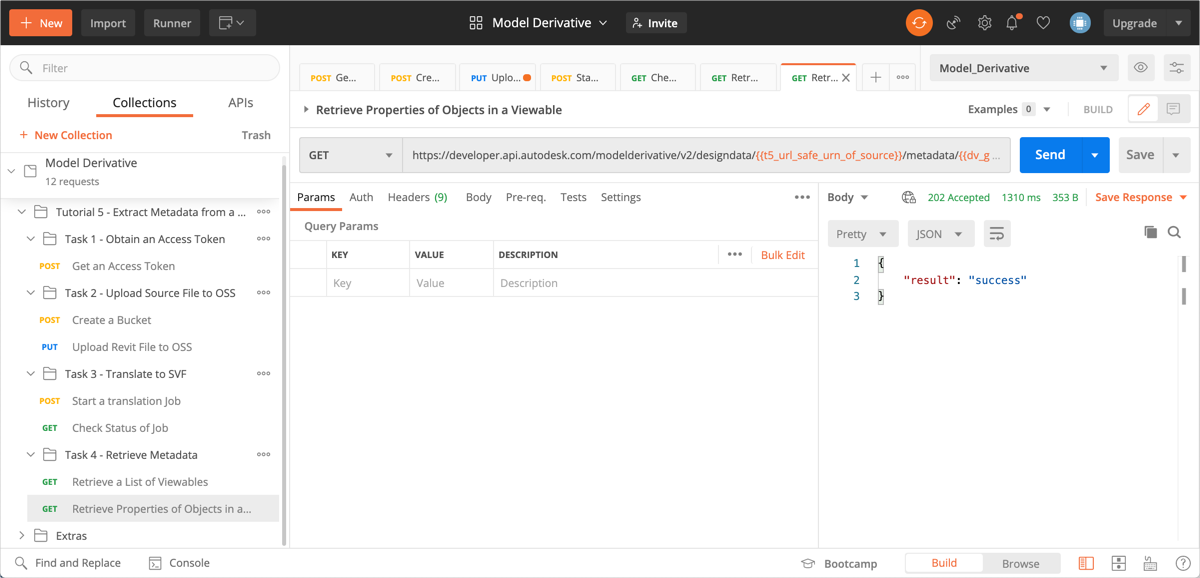 + New Import Runner Model Derivative Invite Upgrade
Filter
History Collections APIs
+ New Collection Trash
Model Derivative
12 requests
Tutorial 5 - Extract Metadata from a ...
Task 1 - Obtain an Access Token
POST Get an Access Token
Task 2 - Upload Source File to OSS
POST Create a Bucket
PUT Upload Revit File to OSS
Task 3 - Translate to SVF
POST Start a translation Job
GET Check Status of Job
Task 4 - Retrieve Metadata
GET Retrieve a List of Viewables
GET Retrieve Properties of Objects in a...
Extras
POST Ge... POST Cre... PUT Uplo... POST Sta... GET Che... GET Retr... GET Retr... Model_Derivative
Retrieve Properties of Objects in a Viewable Examples 0 BUILD
GET https://developer.api.autodesk.com/modelderivative/v2/designdata/{{t5_url_safe_urn_of_source}}/metadata/{{dv_g ... Send Save
Params Auth Headers (9) Body Pre-req. Tests Settings
Query Params
KEY VALUE DESCRIPTION Bulk Edit
Key Value Description
Body 202 Accepted 1310 ms 353 B Save Response
Pretty JSON
1 {
2 "result": "success"
3 }
Find and Replace Console Bootcamp Build Browse